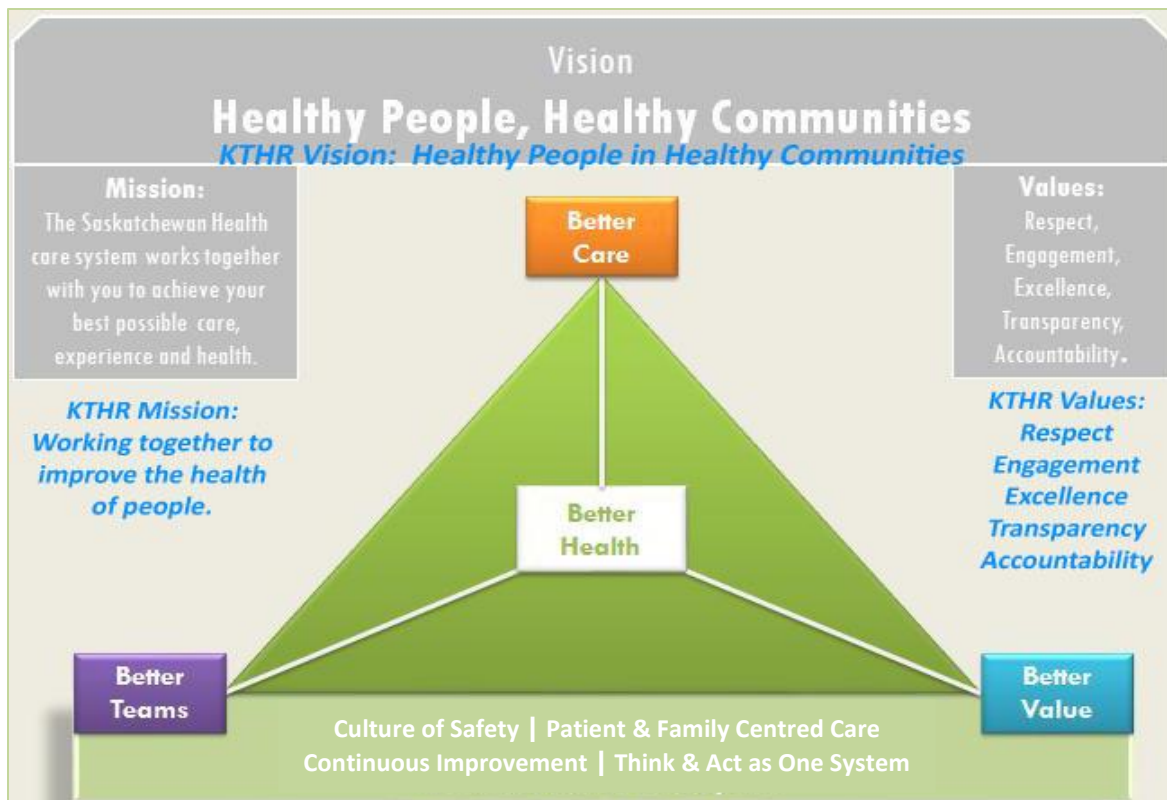 Vision
Healthy People, Healthy Communities
KTHR Vision: Healthy People in Healthy Communities
Mission:
The Saskatchewan Health
care system works together
with you to achieve your
best possible care,
experience and health.
KTHR Mission:
Working together to
improve the health
of people.
Values:
Respect,
Engagement,
Excellence,
Transparency,
Accountability.
KTHR Values:
Respect
Engagement
Excellence
Transparency
Accountability
Better
Care
Better
Health
Better
Teams
Better
Value
Culture of Safety | Patient & Family Centred Care
Continuous Improvement | Think & Act as One System